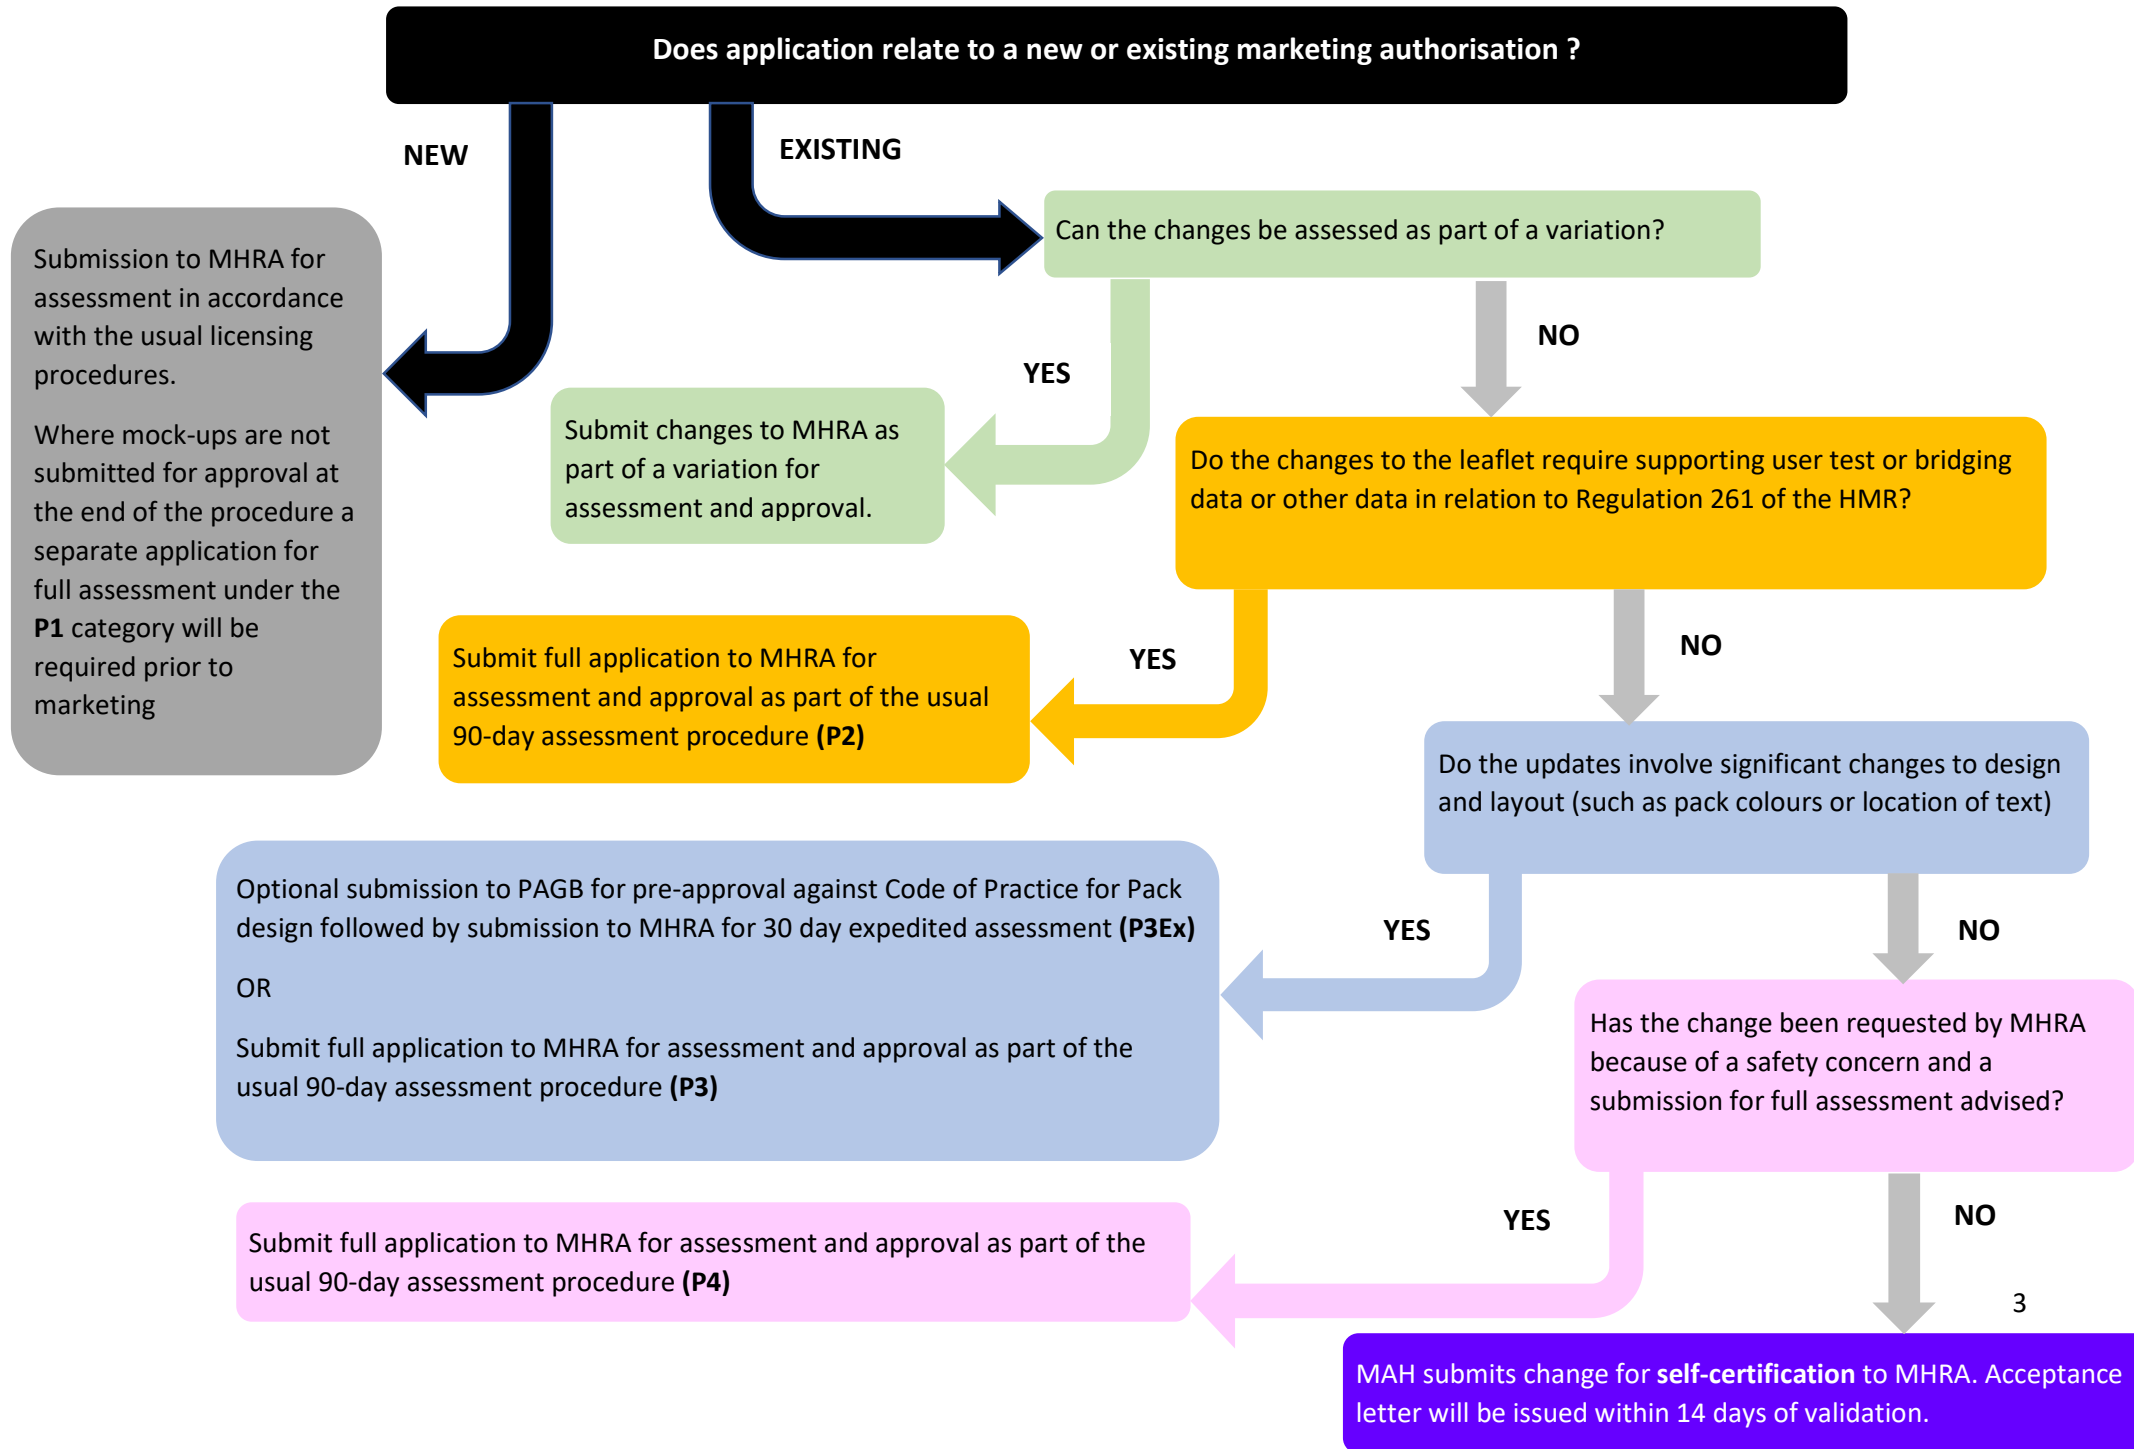 Does application relate to a new or existing marketing authorisation ?
NEW
EXISTING
Submission to MHRA for
assessment in accordance
with the usual licensing
procedures.
Where mock-ups are not
submitted for approval at
the end of the procedure a
separate application for
full assessment under the
P1 category will be
required prior to
marketing
Can the changes be assessed as part of a variation?
YES
NO
Submit changes to MHRA as
part of a variation for
assessment and approval.
Do the changes to the leaflet require supporting user test or bridging
data or other data in relation to Regulation 261 of the HMR?
YES
NO
Submit full application to MHRA for
assessment and approval as part of the usual
90-day assessment procedure (P2)
Do the updates involve significant changes to design
and layout (such as pack colours or location of text)
YES
NO
Optional submission to PAGB for pre-approval against Code of Practice for Pack
design followed by submission to MHRA for 30 day expedited assessment (P3Ex)
OR
Submit full application to MHRA for assessment and approval as part of the
usual 90-day assessment procedure (P3)
Has the change been requested by MHRA
because of a safety concern and a
submission for full assessment advised?
YES
NO
Submit full application to MHRA for assessment and approval as part of the
usual 90-day assessment procedure (P4)
3
MAH submits change for self-certification to MHRA. Acceptance
letter will be issued within 14 days of validation.